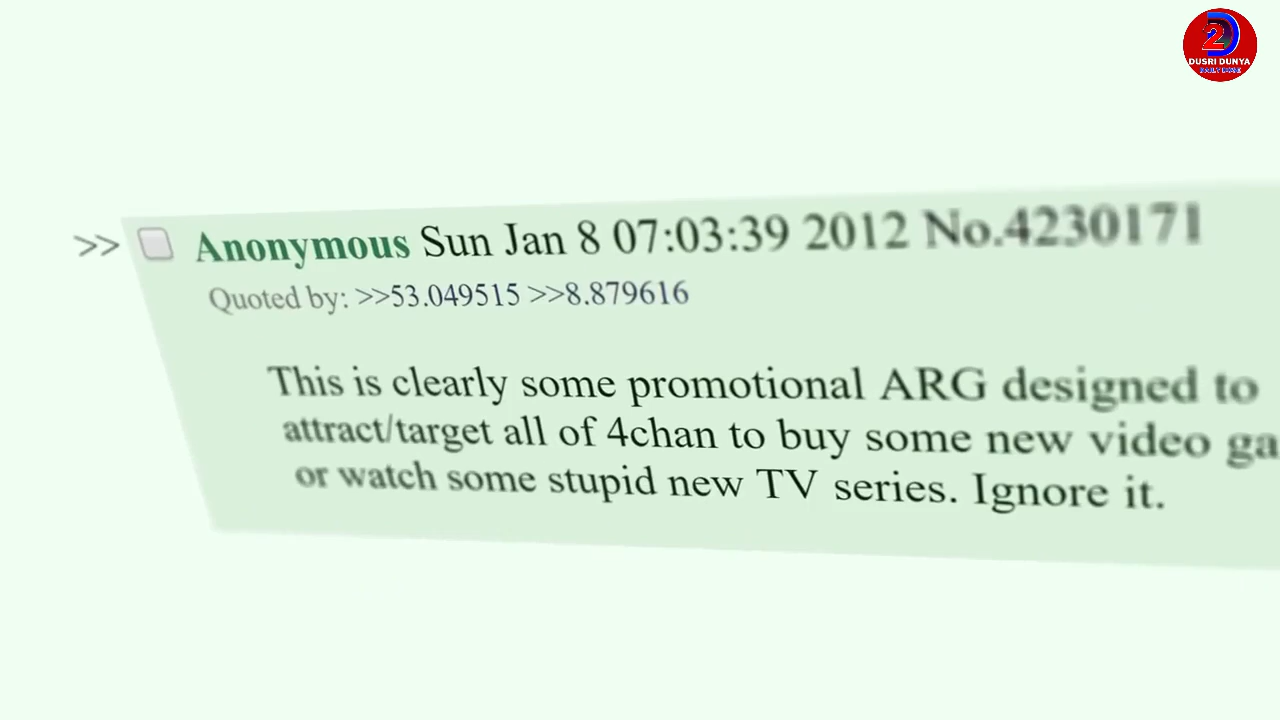 2D
DUSRI DUNYA
>> Anonymous Sun Jan 8 07:03:39 2012 No.4230171
Quoted by: >>53.049515 >>8.879616
This is clearly some promotional ARG designed to
attract/target all of 4chan to buy some new video ga
or watch some stupid new TV series. Ignore it.